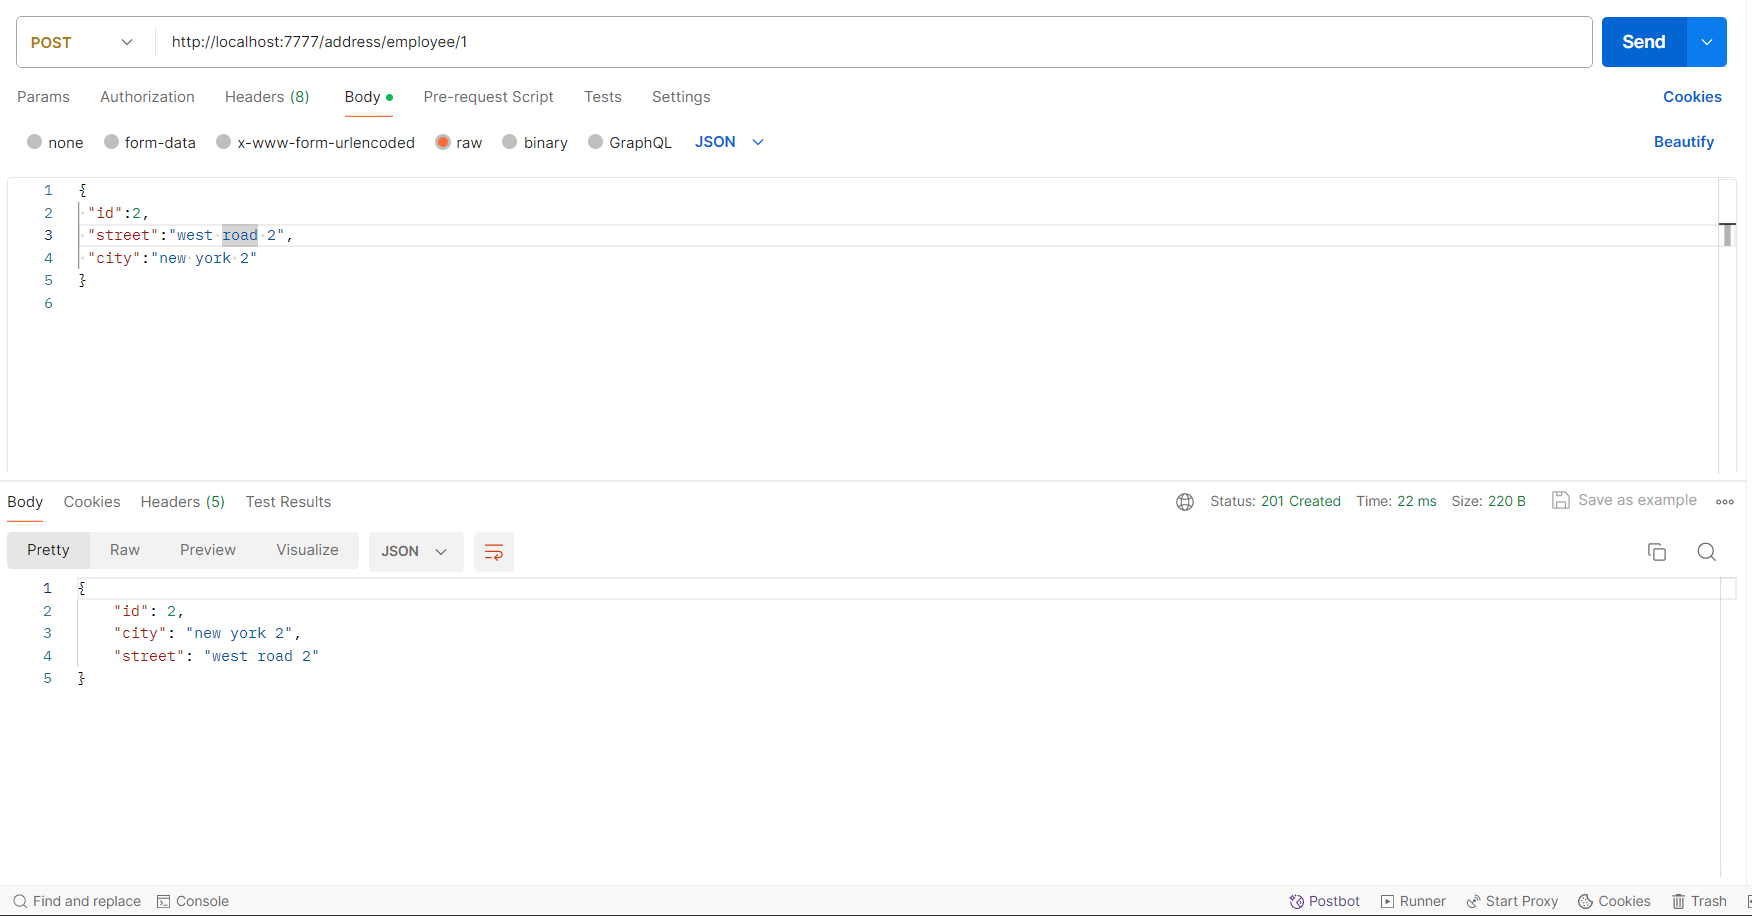 POST http://localhost:7777/address/employee/1 Send
Params Authorization Headers (8) Body Pre-request Script Tests Settings Cookies
none form-data x-www-form-urlencoded raw binary GraphQL JSON Beautify
1 {
2 "id":2,
3 "street":"west road 2",
4 "city":"new york 2"
5 }
6
Body Cookies Headers (5) Test Results Status: 201 Created Time: 22 ms Size: 220 B Save as example
Pretty Raw Preview Visualize JSON
1 {
2 "id": 2,
3 "city": "new york 2",
4 "street": "west road 2"
5 }
Find and replace Console Postbot Runner Start Proxy Cookies Trash